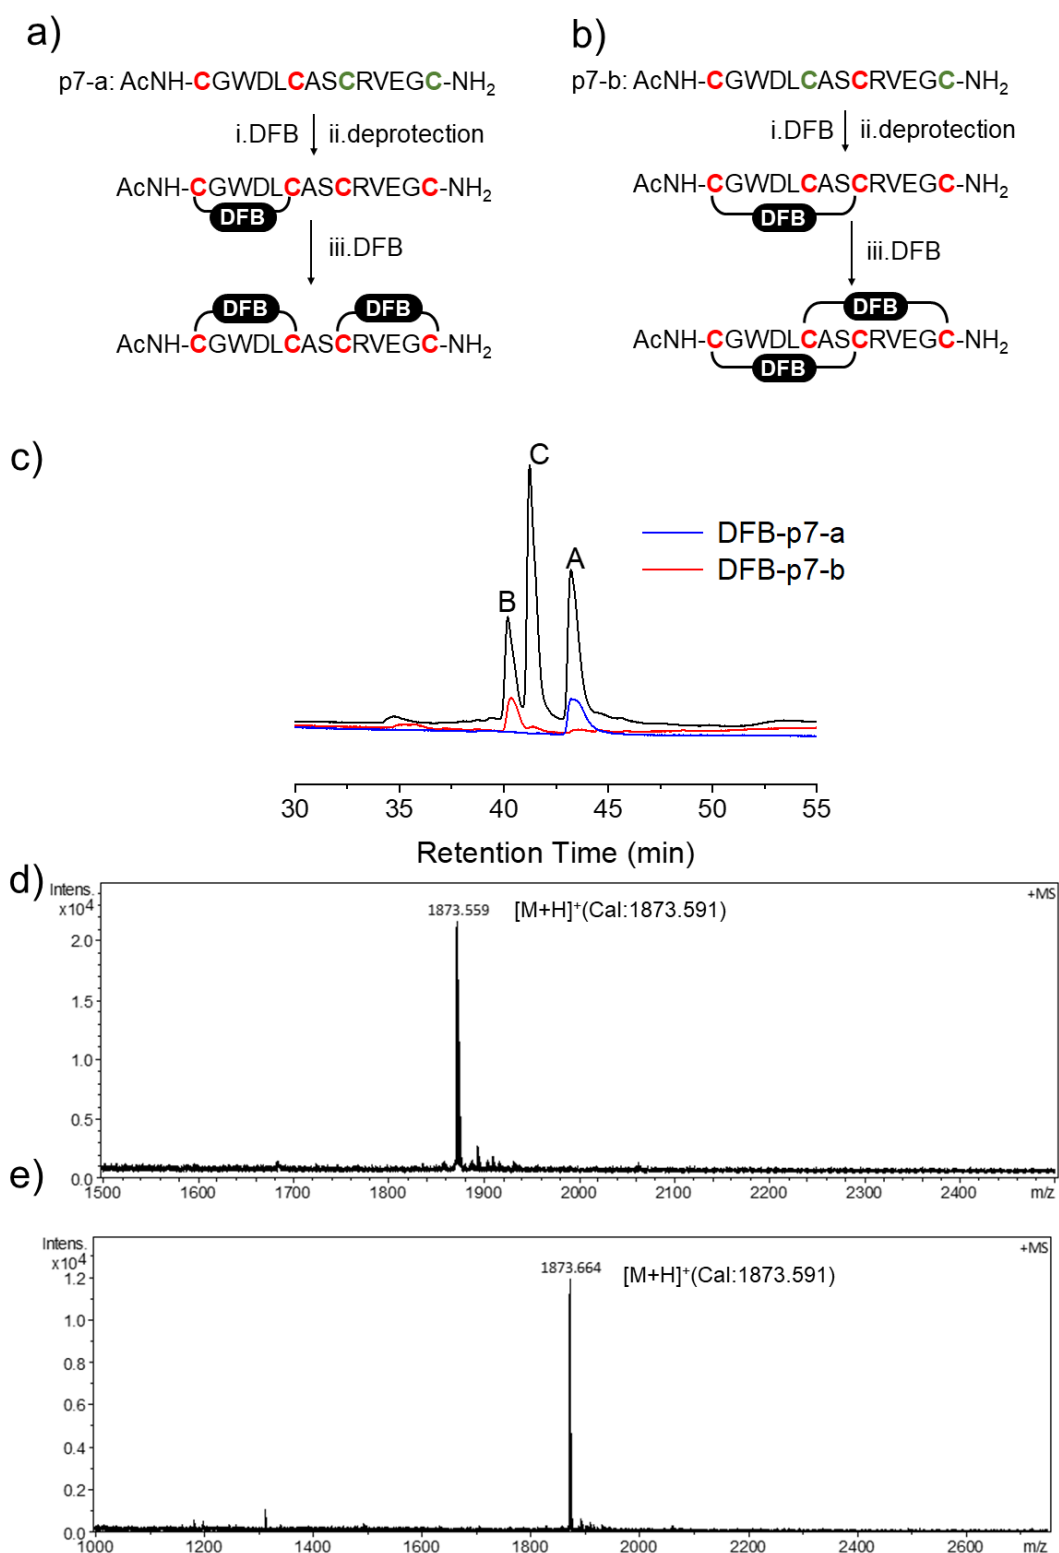 a)
p7-a: AcNH-CGWDLCASCRVEGC-NH2
i.DFB ii.deprotection
AcNH-CGWDLCASCRVEGC-NH2
DFB
iii.DFB
DFB DFB
AcNH-CGWDLCASCRVEGC-NH2
b)
p7-b: AcNH-CGWDLCASCRVEGC-NH2
i.DFB ii.deprotection
AcNH-CGWDLCASCRVEGC-NH2
DFB
iii.DFB
DFB
AcNH-CGWDLCASCRVEGC-NH2
DFB
c)
C
A
B
DFB-p7-a
DFB-p7-b
30 35 40 45 50 55
Retention Time (min)
d)
Intens.
x10^4
+MS
1873.559
[M+H]+(Cal:1873.591)
2.0
1.5
1.0
0.5
0.0
1500 1600 1700 1800 1900 2000 2100 2200 2300 2400 m/z
e)
Intens.
x10^4
+MS
1873.664
[M+H]+(Cal:1873.591)
1.2
1.0
0.8
0.6
0.4
0.2
0.0
1000 1200 1400 1600 1800 2000 2200 2400 2600 m/z